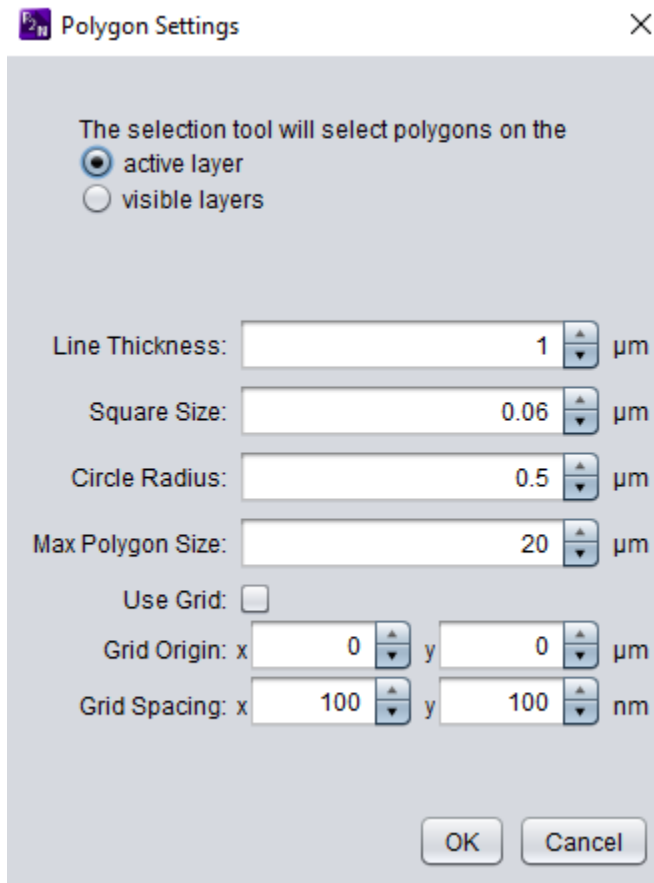 P2N Polygon Settings
The selection tool will select polygons on the
active layer
visible layers
Line Thickness: 1 µm
Square Size: 0.06 µm
Circle Radius: 0.5 µm
Max Polygon Size: 20 µm
Use Grid:
Grid Origin: x 0 y 0 µm
Grid Spacing: x 100 y 100 nm
OK Cancel